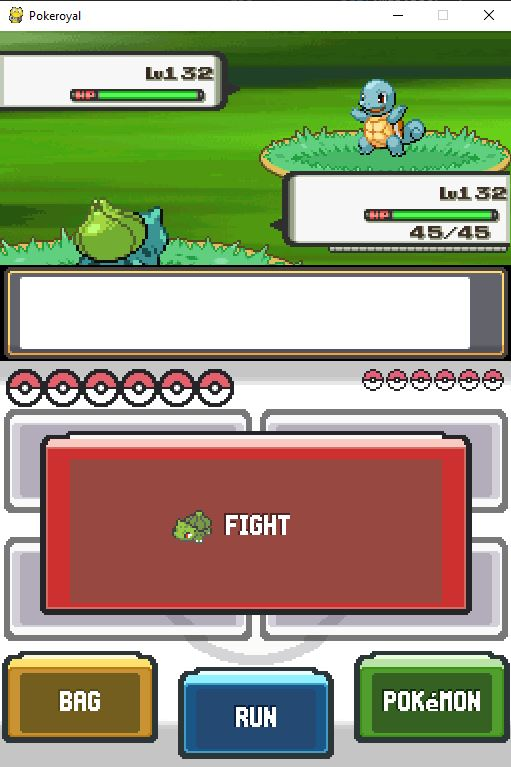 Pokeroyal
Lv132
HP
Lv132
HP
45/45
FIGHT
BAG
RUN
POKéMON